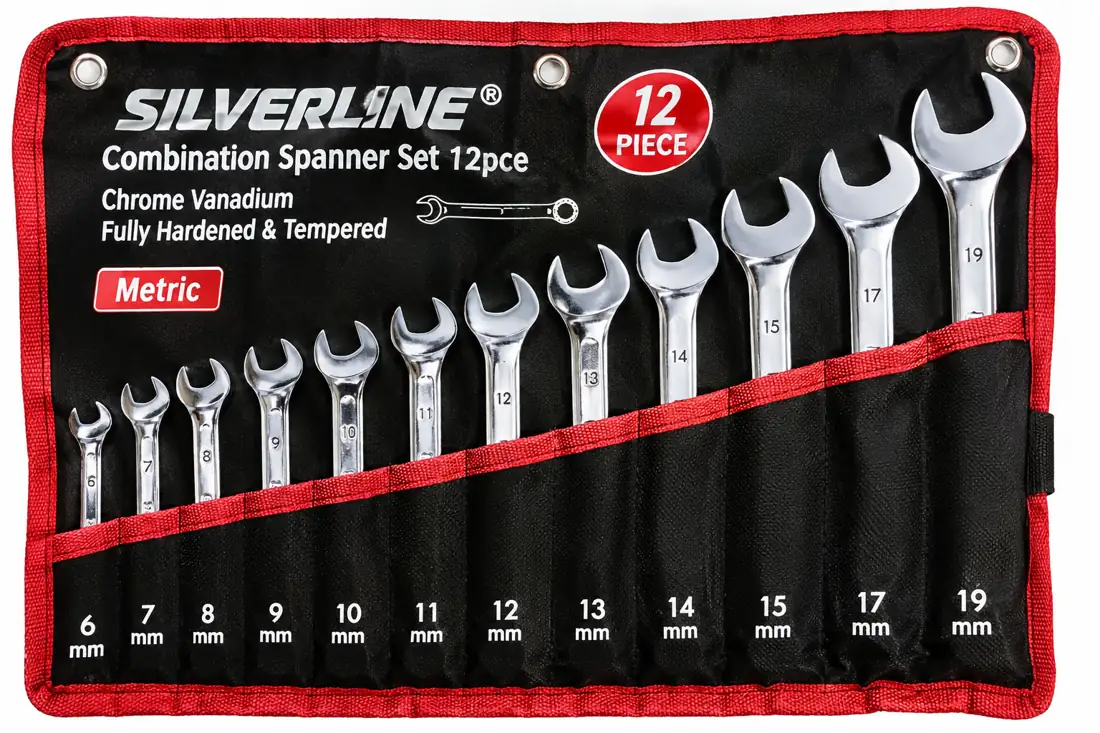 SILVERLINE®
12
PIECE
Combination Spanner Set 12pce
Chrome Vanadium
Fully Hardened & Tempered
Metric
19
17
15
14
13
12
11
10
9
8
7
6
6 mm
7 mm
8 mm
9 mm
10 mm
11 mm
12 mm
13 mm
14 mm
15 mm
17 mm
19 mm